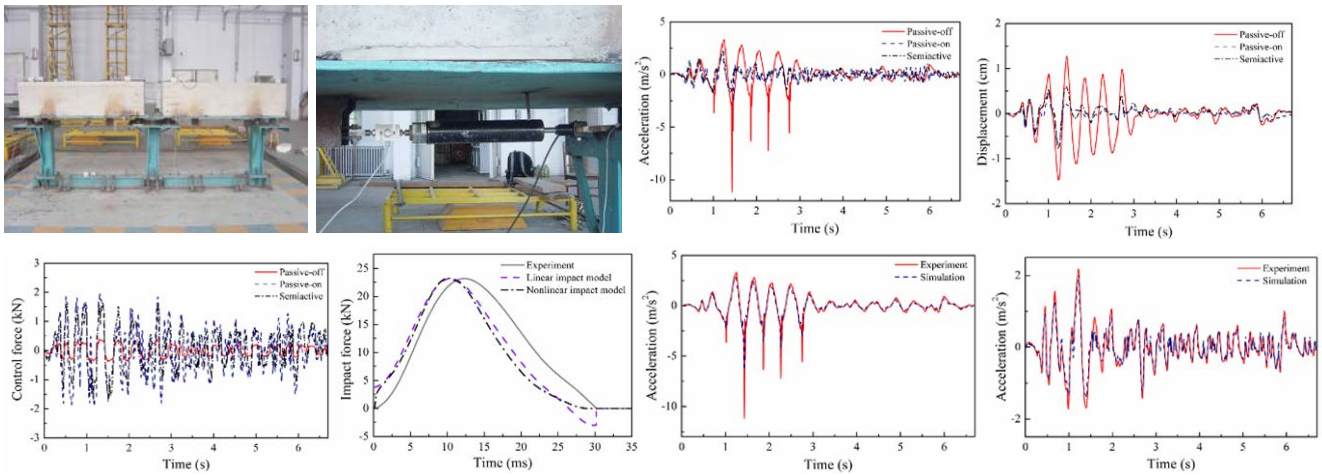 5
0
-5
-10
Acceleration (m/s²)
0 1 2 3 4 5 6
Time (s)
Passive-off
Passive-on
Semiactive
2
1
0
-1
-2
Displacement (cm)
0 1 2 3 4 5 6
Time (s)
Passive-off
Passive-on
Semiactive
3
2
1
0
-1
-2
-3
Control force (kN)
0 1 2 3 4 5 6
Time (s)
Passive-off
Passive-on
Semiactive
25
20
15
10
5
0
-5
Impact force (kN)
0 5 10 15 20 25 30 35
Time (ms)
Experiment
Linear impact model
Nonlinear impact model
5
0
-5
-10
Acceleration (m/s²)
0 1 2 3 4 5 6
Time (s)
Experiment
Simulation
2
0
-2
Acceleration (m/s²)
0 1 2 3 4 5 6
Time (s)
Experiment
Simulation